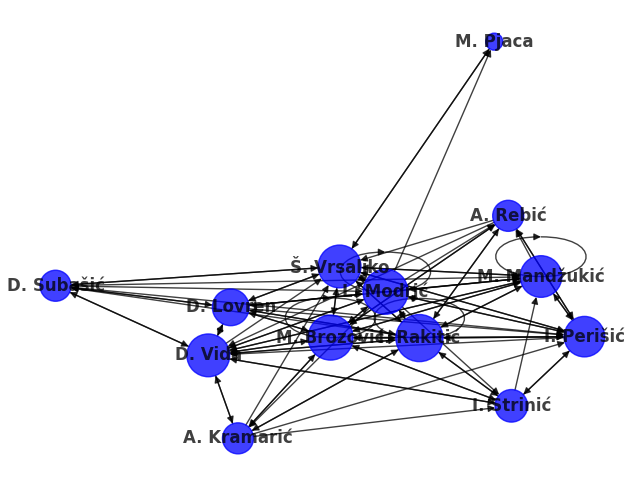 M. Pjaca
A. Rebić
Š. Vrsaljko
M. Mandžukić
D. Subašić
L. Modrić
D. Lovren
M. Brozović
I. Rakitić
I. Perišić
D. Vida
I. Strinić
A. Kramarić